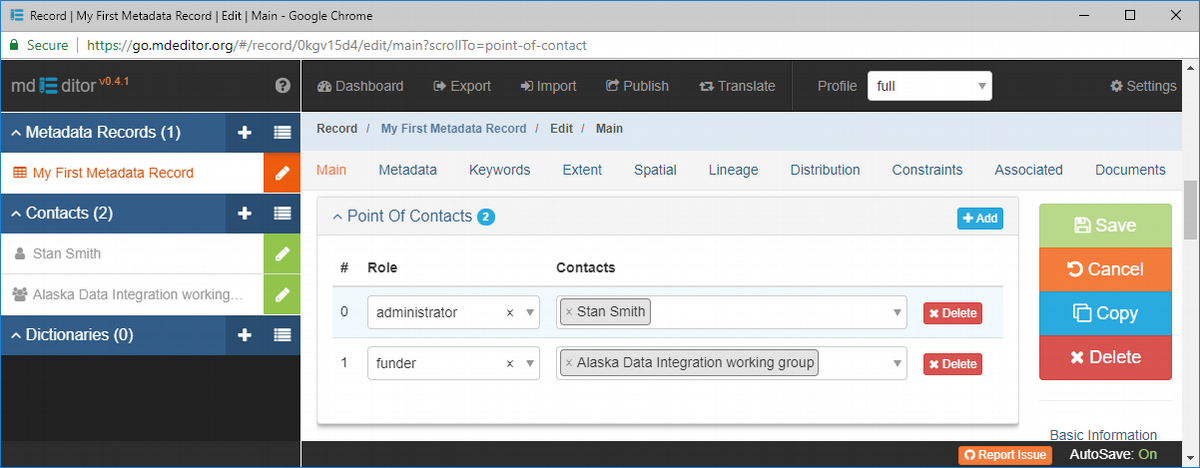 Record | My First Metadata Record | Edit | Main - Google Chrome
Secure | https://go.mdeditor.org/#/record/0kgv15d4/edit/main?scrollTo=point-of-contact
md Editor v0.4.1 Dashboard Export Import Publish Translate Profile full Settings
Metadata Records (1)
My First Metadata Record
Contacts (2)
Stan Smith
Alaska Data Integration working...
Dictionaries (0)
Record / My First Metadata Record / Edit / Main
Main Metadata Keywords Extent Spatial Lineage Distribution Constraints Associated Documents
Point Of Contacts 2 Add
# Role Contacts
0 administrator × × Stan Smith Delete
1 funder × × Alaska Data Integration working group Delete
Save
Cancel
Copy
Delete
Basic Information
Report Issue AutoSave: On